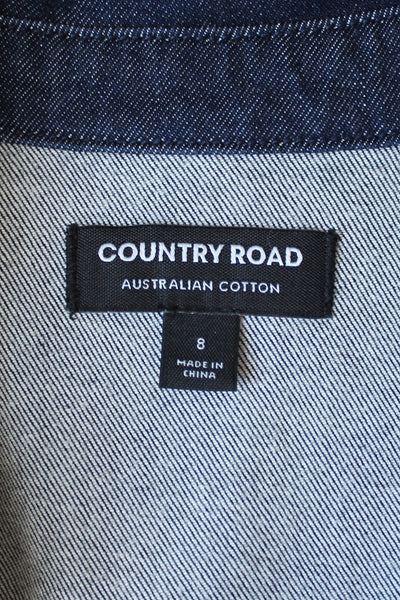 COUNTRY ROAD
AUSTRALIAN COTTON
8
MADE IN
CHINA